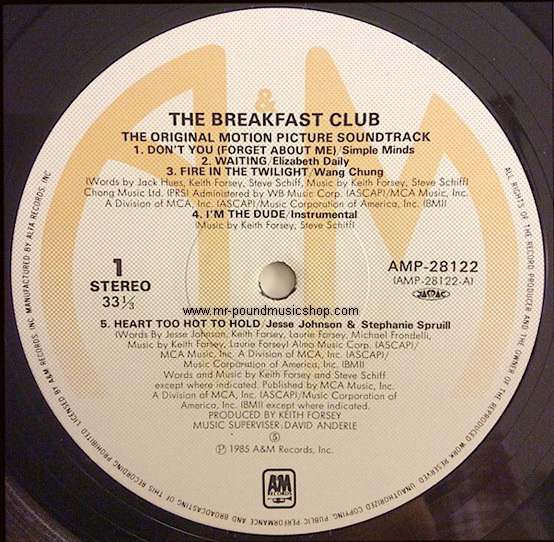 &
THE BREAKFAST CLUB
THE ORIGINAL MOTION PICTURE SOUNDTRACK
1. DON'T YOU (FORGET ABOUT ME)/Simple Minds
2. WAITING/Elizabeth Daily
3. FIRE IN THE TWILIGHT/Wang Chung
(Words by Jack Hues, Keith Forsey, Steve Schiff, Music by Keith Forsey, Steve Schiff)
Chong Music Ltd. (PRS) Administered by WB Music Corp. (ASCAP)/MCA Music Inc.
A Division of MCA, Inc. (ASCAP)/Music Corporation of America, Inc. (BMI)
4. I'M THE DUDE/Instrumental
(Music by Keith Forsey, Steve Schiff)
1
STEREO
33 1/3
AMP-28122
(AMP-28122-A)
JASRAC
www.mr-poundmusicshop.com
5. HEART TOO HOT TO HOLD/Jesse Johnson & Stephanie Spruill
(Words By Jesse Johnson, Keith Forsey, Laurie Forsey, Michael Frondelli,
Music by Keith Forsey, Laurie Forsey) Almo Music Corp. (ASCAP)/
MCA Music, Inc. A Division of MCA, Inc. (ASCAP)/
Music Corporation of America, Inc. (BMI)
Words and Music by Keith Forsey and Steve Schiff
except where indicated. Published by MCA Music, Inc.
A Division of MCA, Inc. (ASCAP)/Music Corporation of
America, Inc. (BMI) except where indicated.
PRODUCED BY KEITH FORSEY
MUSIC SUPERVISER: DAVID ANDERLE
S
Ⓟ 1985 A&M Records, Inc.
A&M
RECORDS
MANUFACTURED BY ALFA RECORDS, INC.
LICENSED BY A&M RECORDS, INC.
ALL RIGHTS OF THE RECORD PRODUCER AND THE OWNER OF THE REPRODUCED WORK RESERVED. UNAUTHORIZED COPYING, PUBLIC PERFORMANCE AND BROADCASTING OF THIS RECORDING PROHIBITED